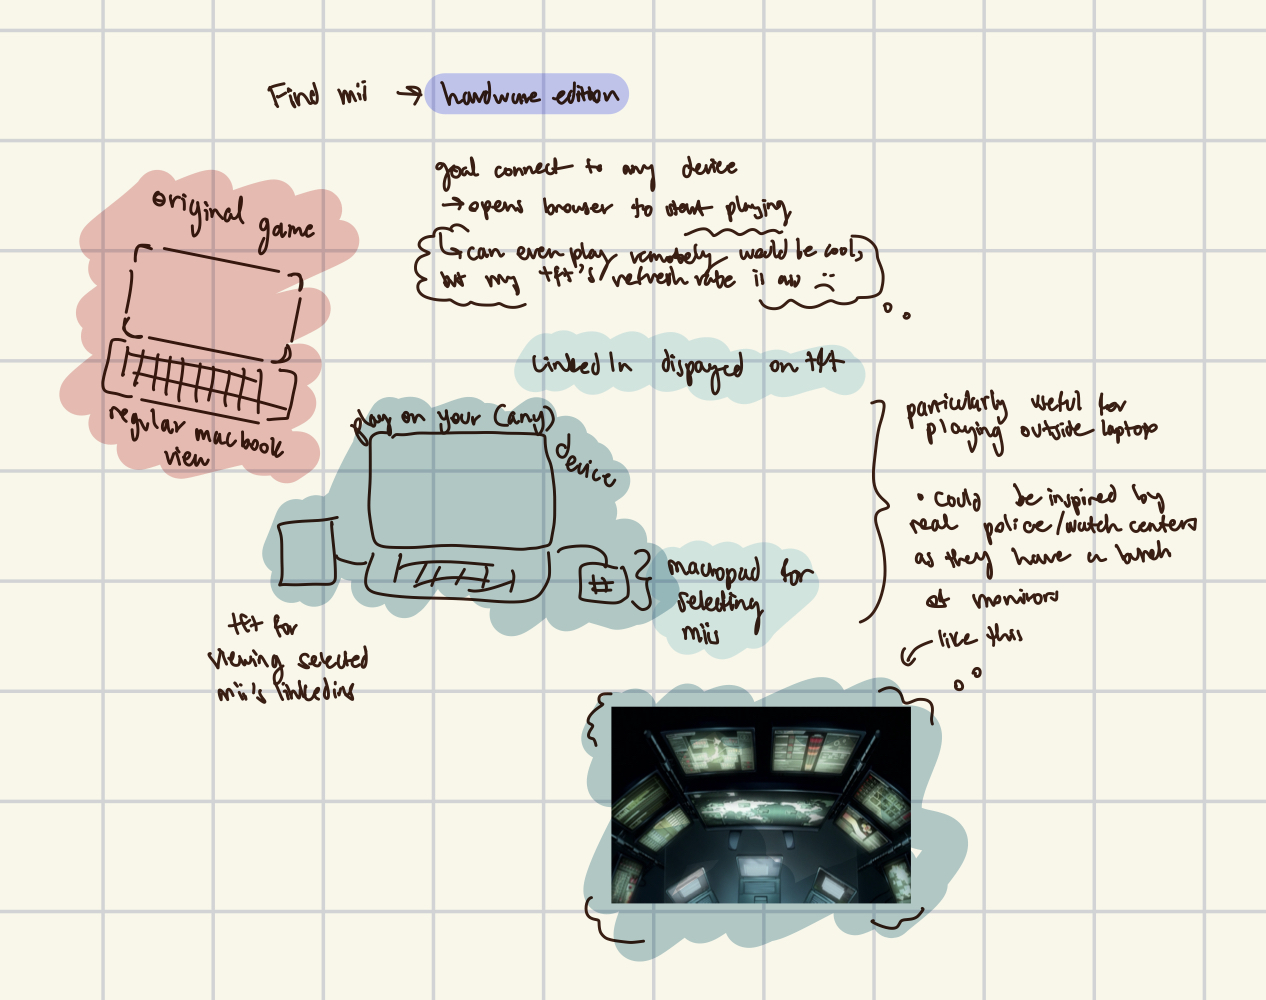 Find mii → hardware edition
goal connect to any device
→ opens browser to start playing
↳ can even play remotely, would be cool,
but my tft's refresh rate is aw :(
original game
regular macbook
view
LinkedIn dispayed on tft
play on your (any)
device
macropad for
selecting
miis
tft for
viewing selected
mii's linkedins
particularly useful for
playing outside laptop
• could be inspired by
real police/watch centers
as they have a bunch
of monitors
like this